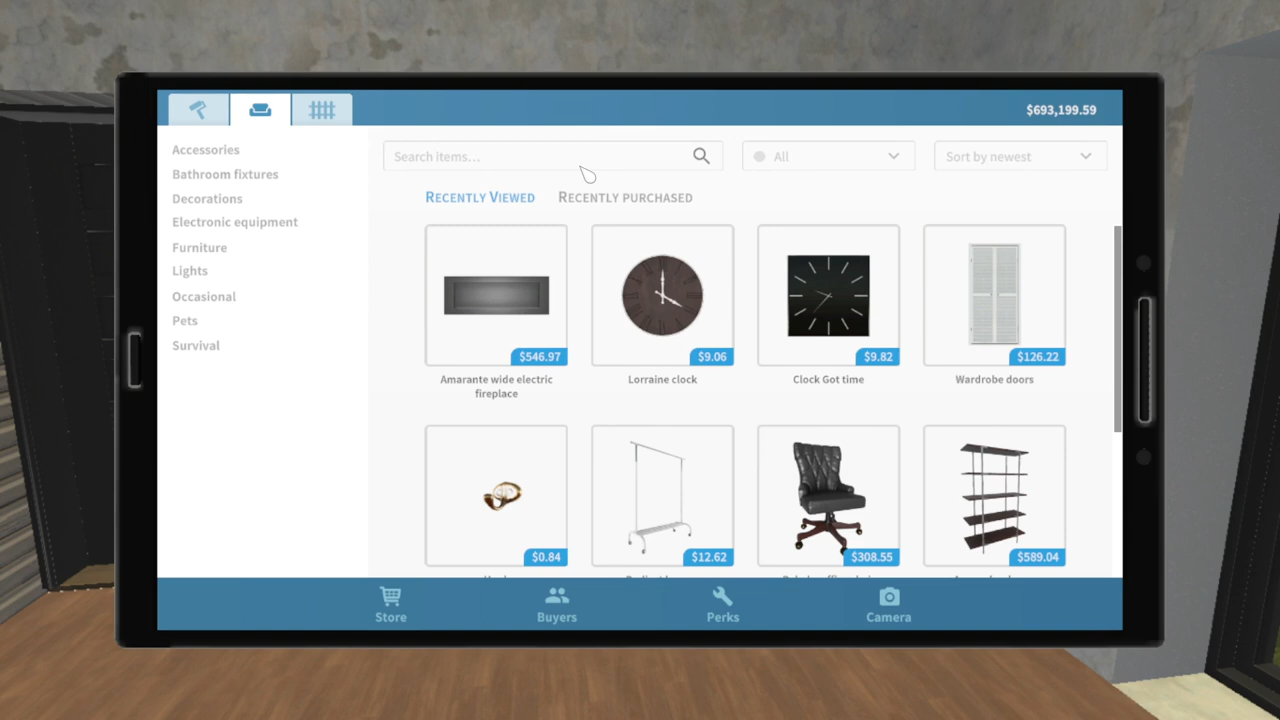 $693,199.59
Accessories
Bathroom fixtures
Decorations
Electronic equipment
Furniture
Lights
Occasional
Pets
Survival
Search items...
All
Sort by newest
RECENTLY VIEWED
RECENTLY PURCHASED
$546.97
$9.06
$9.82
$126.22
Amarante wide electric
fireplace
Lorraine clock
Clock Got time
Wardrobe doors
$0.84
$12.62
$308.55
$589.04
Store
Buyers
Perks
Camera